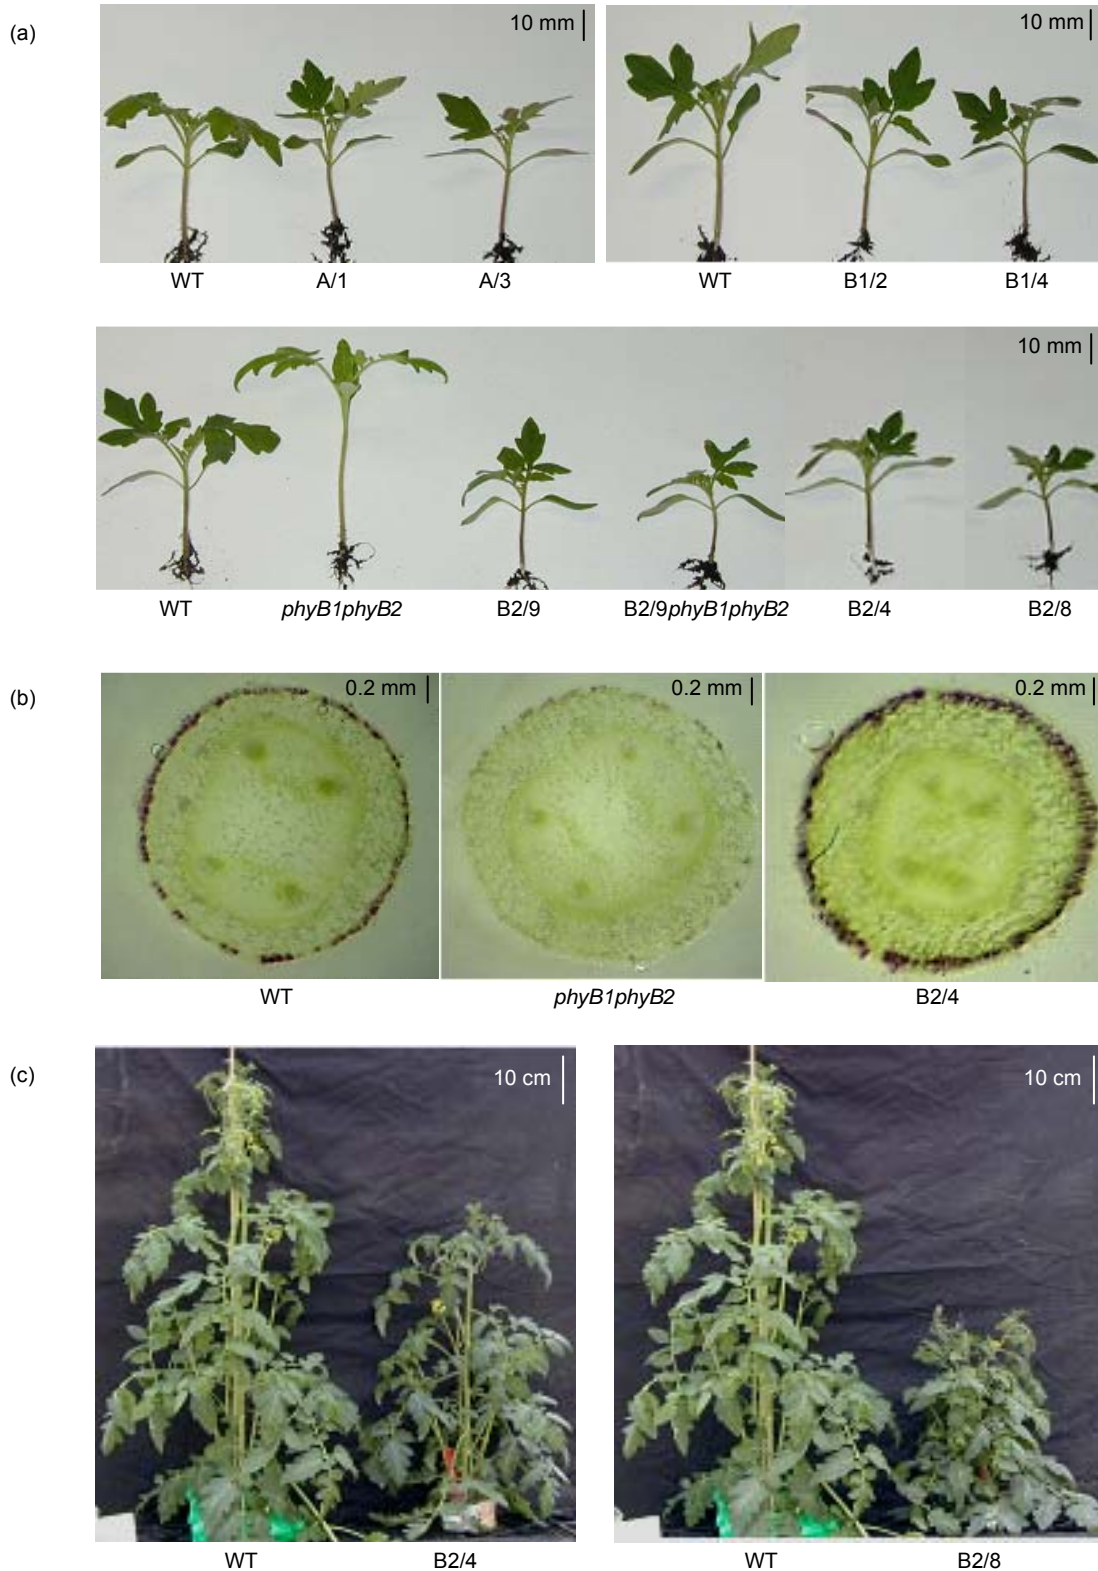 (a)
10 mm
10 mm
WT A/1 A/3 WT B1/2 B1/4
10 mm
WT phyB1phyB2 B2/9 B2/9phyB1phyB2 B2/4 B2/8
(b)
0.2 mm 0.2 mm 0.2 mm
WT phyB1phyB2 B2/4
(c)
10 cm 10 cm
WT B2/4 WT B2/8